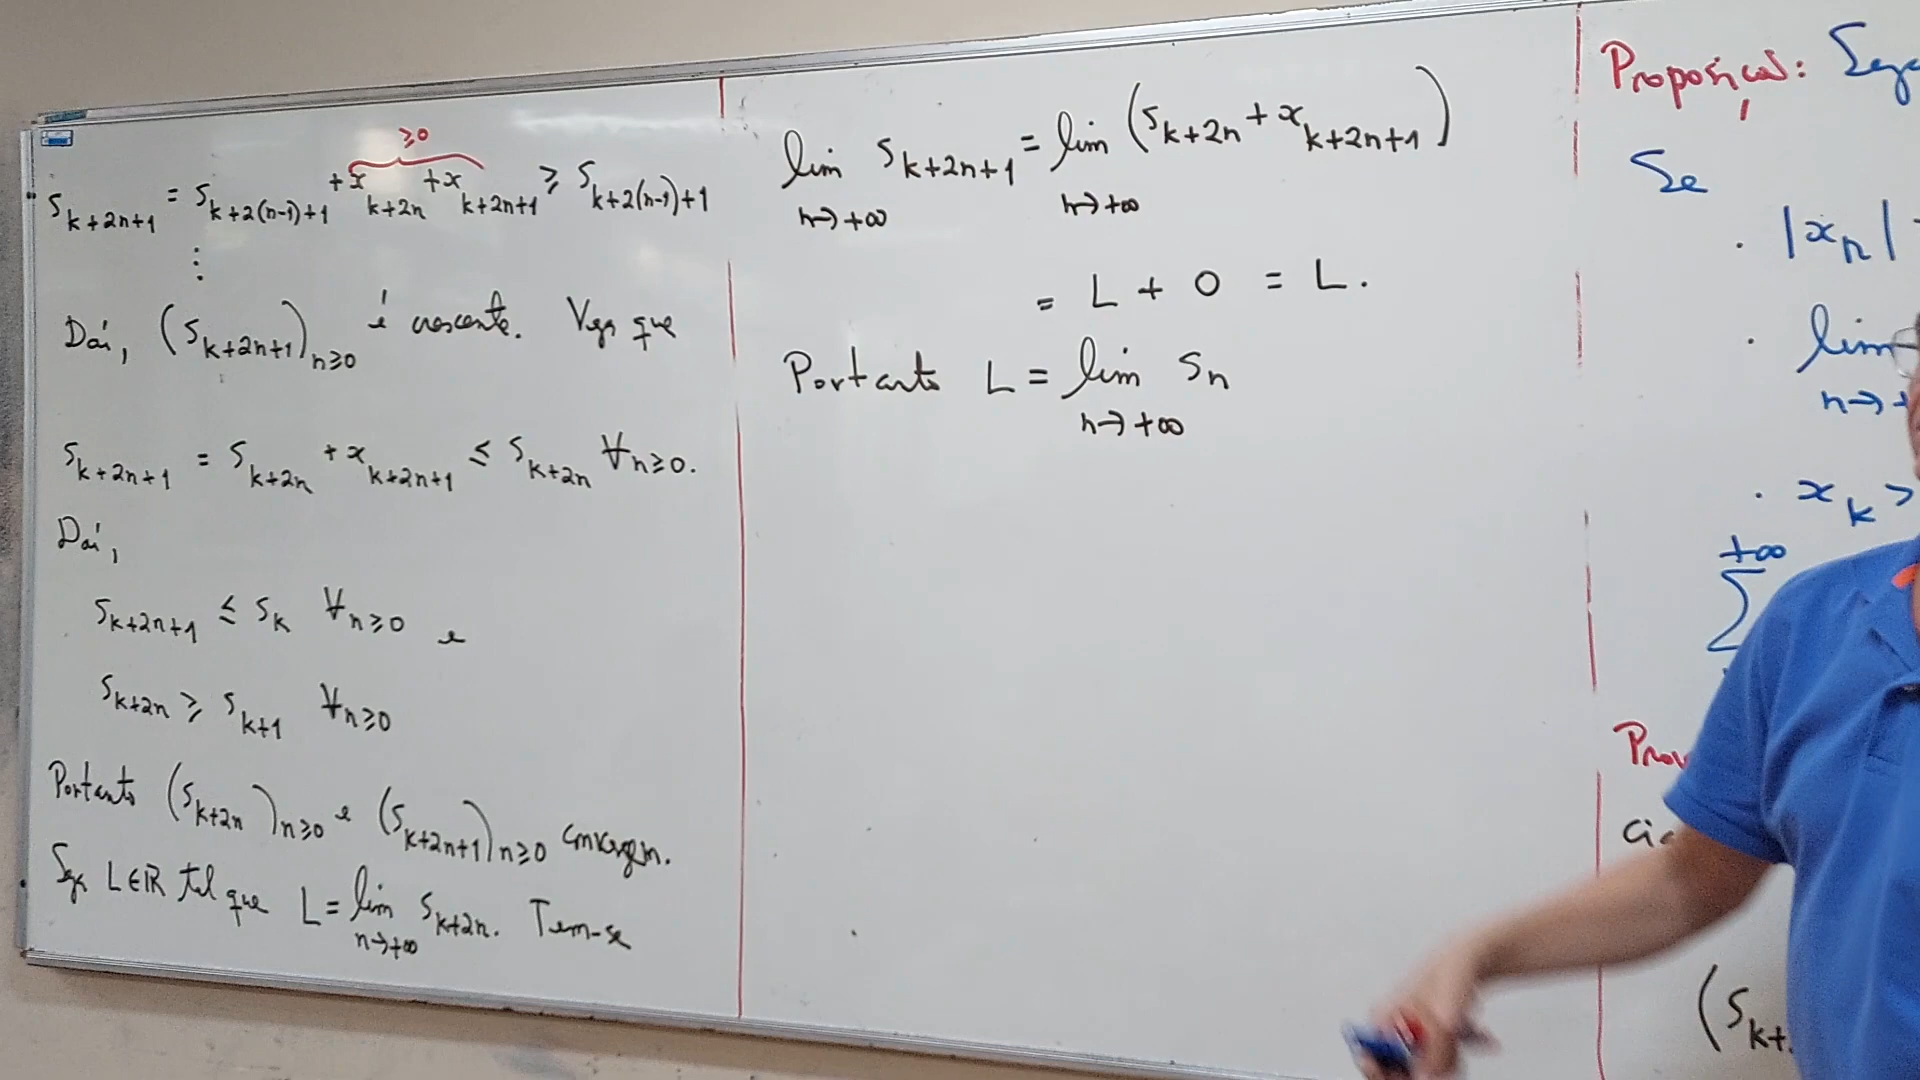 ≥0
s_{k+2n+1} = s_{k+2(n-1)+1} + x_{k+2n} + x_{k+2n+1} ≥ s_{k+2(n-1)+1}
⋮
Daí, (s_{k+2n+1})_{n≥0} é crescente. Veja que
s_{k+2n+1} = s_{k+2n} + x_{k+2n+1} ≤ s_{k+2n} ∀n≥0.
Daí,
s_{k+2n+1} ≤ s_k ∀n≥0 e
s_{k+2n} ≥ s_{k+1} ∀n≥0
Portanto (s_{k+2n})_{n≥0} e (s_{k+2n+1})_{n≥0} convergem.
Seja L∈ℝ tal que L = lim_{n→+∞} s_{k+2n}. Tem-se
lim_{n→+∞} s_{k+2n+1} = lim_{n→+∞} (s_{k+2n} + x_{k+2n+1})
= L + 0 = L.
Portanto L = lim_{n→+∞} s_n
Proposição: Seja
Se
· |x_n|
· lim_{n→+
· x_k >
+∞
∑
Prov
(s_{k+